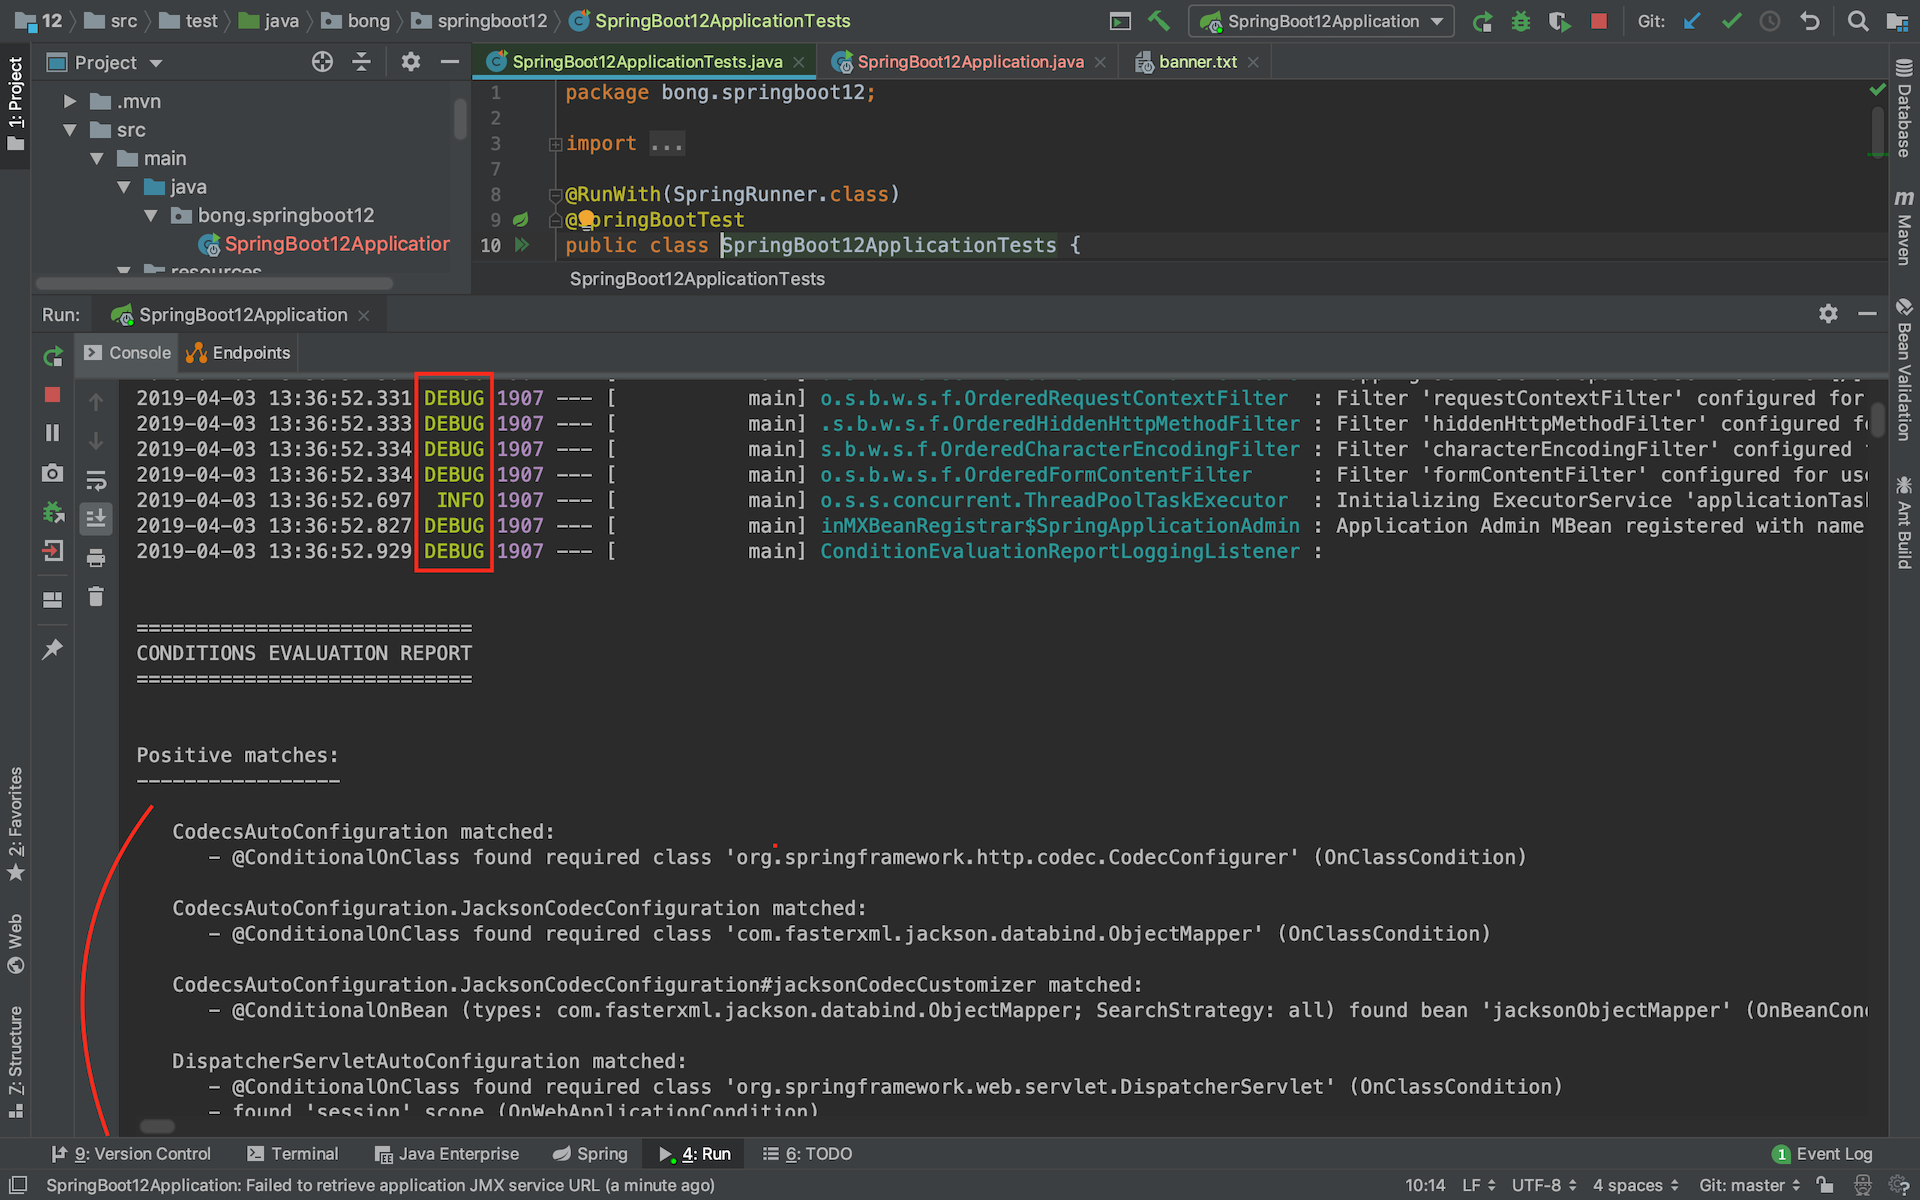 12 src test java bong springboot12 SpringBoot12ApplicationTests SpringBoot12Application Git:
Project
SpringBoot12ApplicationTests.java SpringBoot12Application.java banner.txt
1: Project
.mvn
src
main
java
bong.springboot12
SpringBoot12Application
resources
1 package bong.springboot12;
2
3 import ...
7
8 @RunWith(SpringRunner.class)
9 @SpringBootTest
10 public class SpringBoot12ApplicationTests {
SpringBoot12ApplicationTests
Database
Maven
Bean Validation
Ant Build
Run: SpringBoot12Application
Console Endpoints
2019-04-03 13:36:52.331 DEBUG 1907 --- [ main] o.s.b.w.s.f.OrderedRequestContextFilter : Filter 'requestContextFilter' configured for
2019-04-03 13:36:52.333 DEBUG 1907 --- [ main] .s.b.w.s.f.OrderedHiddenHttpMethodFilter : Filter 'hiddenHttpMethodFilter' configured fo
2019-04-03 13:36:52.334 DEBUG 1907 --- [ main] s.b.w.s.f.OrderedCharacterEncodingFilter : Filter 'characterEncodingFilter' configured
2019-04-03 13:36:52.334 DEBUG 1907 --- [ main] o.s.b.w.s.f.OrderedFormContentFilter : Filter 'formContentFilter' configured for use
2019-04-03 13:36:52.697 INFO 1907 --- [ main] o.s.s.concurrent.ThreadPoolTaskExecutor : Initializing ExecutorService 'applicationTask
2019-04-03 13:36:52.827 DEBUG 1907 --- [ main] inMXBeanRegistrar$SpringApplicationAdmin : Application Admin MBean registered with name
2019-04-03 13:36:52.929 DEBUG 1907 --- [ main] ConditionEvaluationReportLoggingListener :
============================
CONDITIONS EVALUATION REPORT
============================
Positive matches:
-----------------
CodecsAutoConfiguration matched:
- @ConditionalOnClass found required class 'org.springframework.http.codec.CodecConfigurer' (OnClassCondition)
CodecsAutoConfiguration.JacksonCodecConfiguration matched:
- @ConditionalOnClass found required class 'com.fasterxml.jackson.databind.ObjectMapper' (OnClassCondition)
CodecsAutoConfiguration.JacksonCodecConfiguration#jacksonCodecCustomizer matched:
- @ConditionalOnBean (types: com.fasterxml.jackson.databind.ObjectMapper; SearchStrategy: all) found bean 'jacksonObjectMapper' (OnBeanCond
DispatcherServletAutoConfiguration matched:
- @ConditionalOnClass found required class 'org.springframework.web.servlet.DispatcherServlet' (OnClassCondition)
- found 'session' scope (OnWebApplicationCondition)
2: Favorites
Web
Z: Structure
9: Version Control Terminal Java Enterprise Spring 4: Run 6: TODO 1 Event Log
SpringBoot12Application: Failed to retrieve application JMX service URL (a minute ago) 10:14 LF UTF-8 4 spaces Git: master